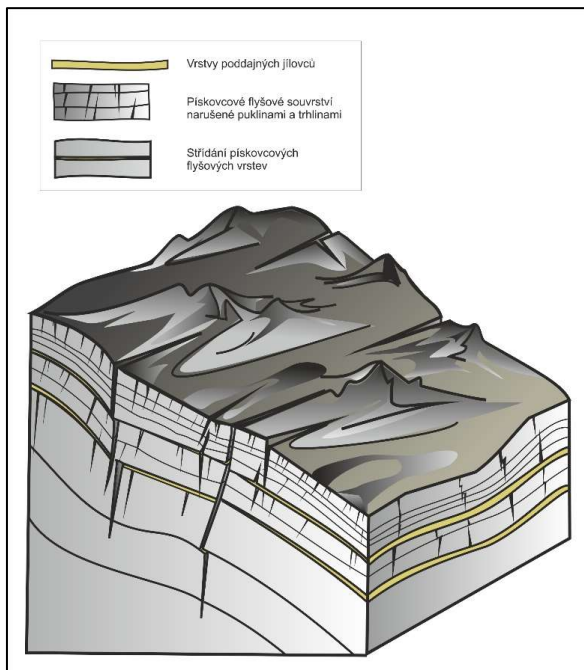 Vrstvy poddajných jílovců
Pískovcové flyšové souvrství
narušené puklinami a trhlinami
Střídání pískovcových
flyšových vrstev